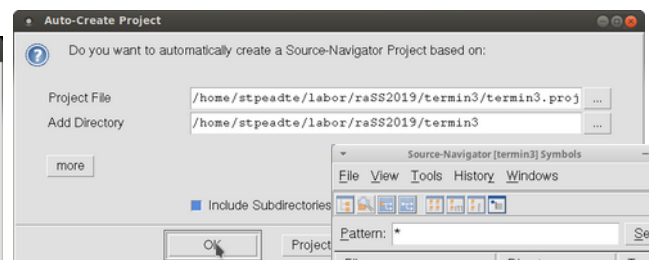 Auto-Create Project
Do you want to automatically create a Source-Navigator Project based on:
Project File /home/stpeadte/labor/raSS2019/termin3/termin3.proj ...
Add Directory /home/stpeadte/labor/raSS2019/termin3 ...
more
Include Subdirectories
OK Project
Source-Navigator [termin3] Symbols
File View Tools History Windows
Pattern: * Se